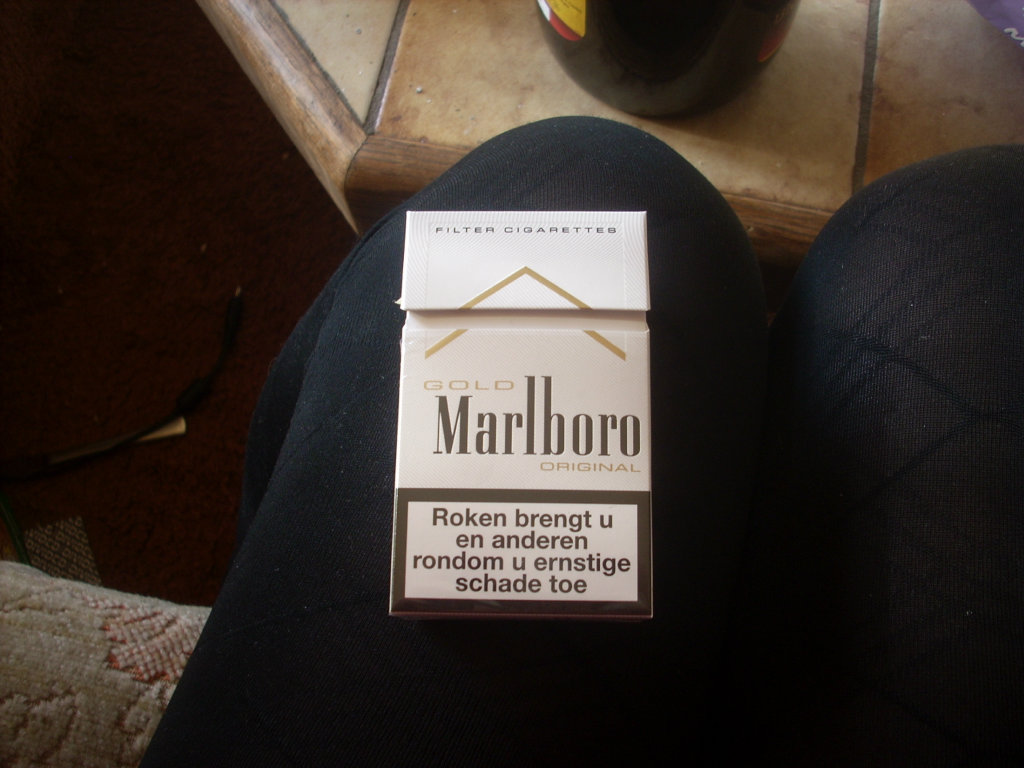 FILTER CIGARETTES
GOLD
Marlboro
ORIGINAL
Roken brengt u
en anderen
rondom u ernstige
schade toe